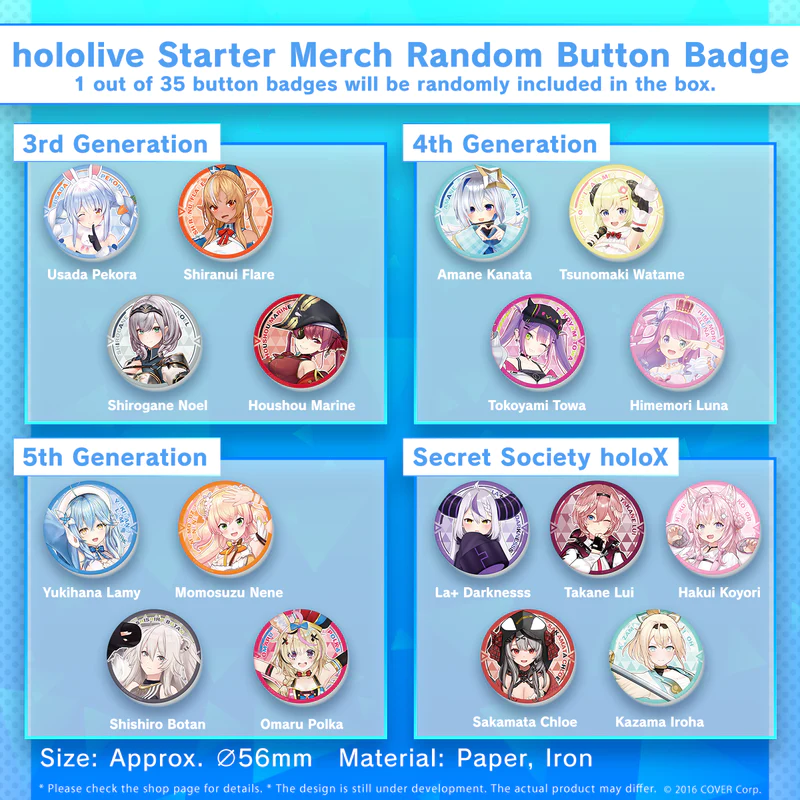 hololive Starter Merch Random Button Badge
1 out of 35 button badges will be randomly included in the box.
3rd Generation
Usada Pekora
Shiranui Flare
Shirogane Noel
Houshou Marine
4th Generation
Amane Kanata
Tsunomaki Watame
Tokoyami Towa
Himemori Luna
5th Generation
Yukihana Lamy
Momosuzu Nene
Shishiro Botan
Omaru Polka
Secret Society holoX
La+ Darknesss
Takane Lui
Hakui Koyori
Sakamata Chloe
Kazama Iroha
Size: Approx. ∅56mm Material: Paper, Iron
* Please check the shop page for details. * The design is still under development. The actual product may differ. © 2016 COVER Corp.